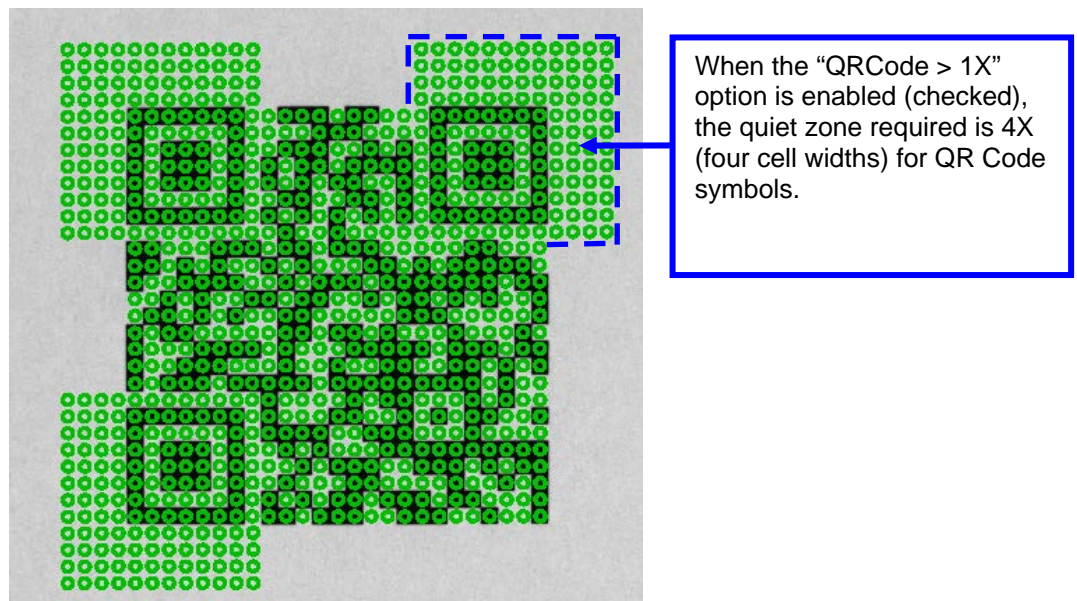 When the “QRCode > 1X”
option is enabled (checked),
the quiet zone required is 4X
(four cell widths) for QR Code
symbols.